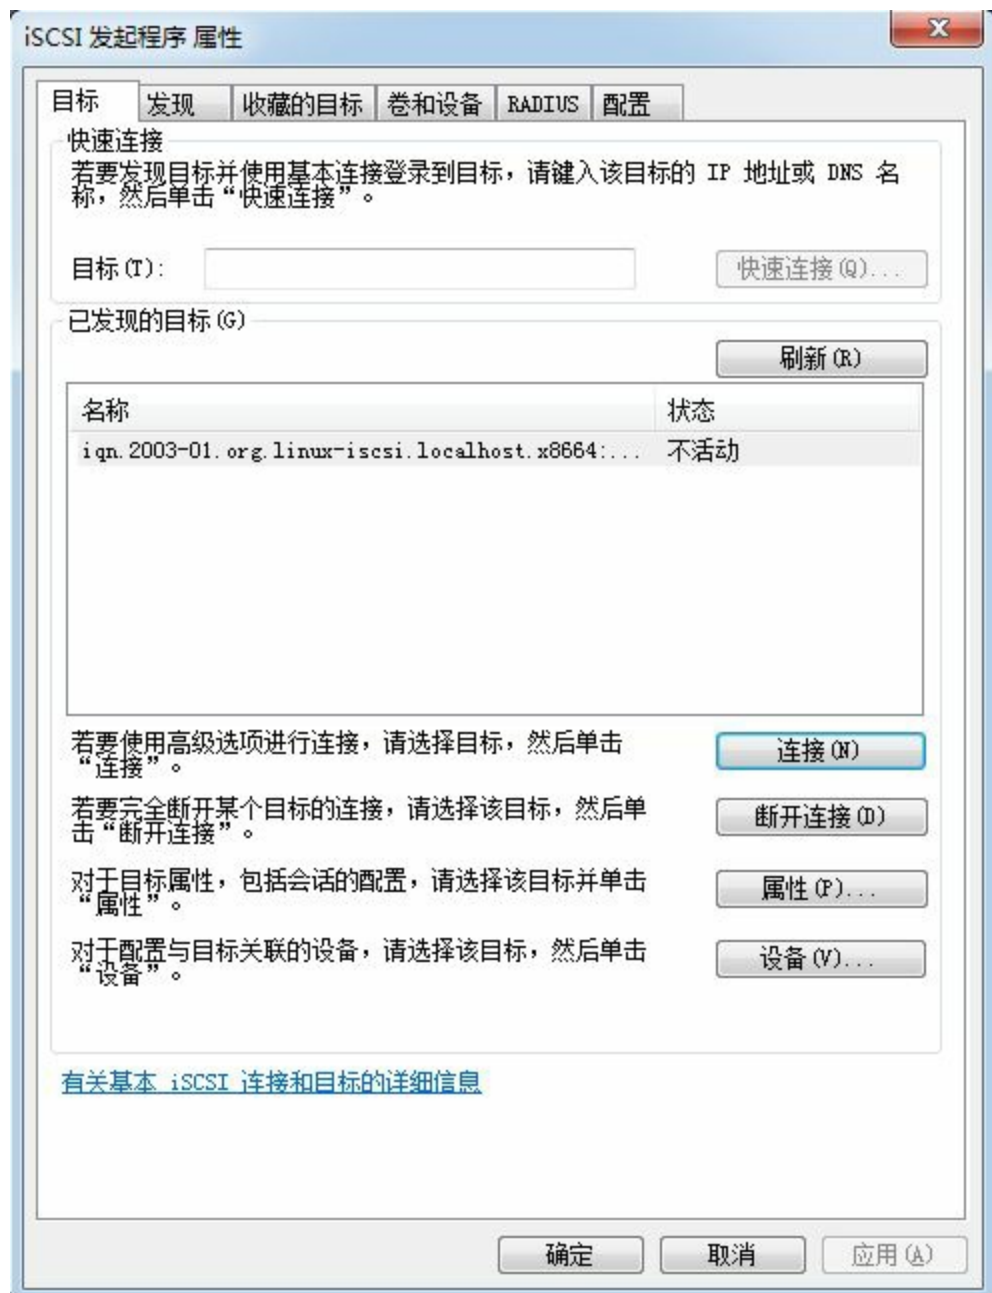 iSCSI 发起程序 属性
目标 发现 收藏的目标 卷和设备 RADIUS 配置
快速连接
若要发现目标并使用基本连接登录到目标，请键入该目标的 IP 地址或 DNS 名
称，然后单击“快速连接”。
目标(T):
快速连接(Q)...
已发现的目标(G)
刷新(R)
名称 状态
iqn.2003-01.org.linux-iscsi.localhost.x8664:... 不活动
若要使用高级选项进行连接，请选择目标，然后单击
“连接”。
连接(N)
若要完全断开某个目标的连接，请选择该目标，然后单
击“断开连接”。
断开连接(D)
对于目标属性，包括会话的配置，请选择该目标并单击
“属性”。
属性(P)...
对于配置与目标关联的设备，请选择该目标，然后单击
“设备”。
设备(V)...
有关基本 iSCSI 连接和目标的详细信息
确定 取消 应用(A)